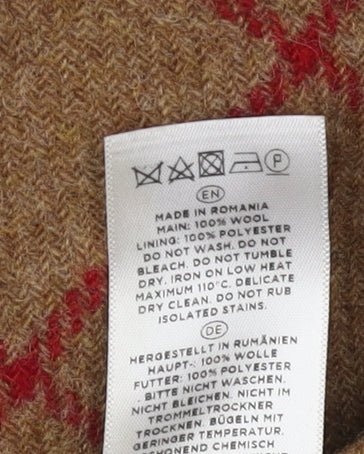 P
EN
MADE IN ROMANIA
MAIN: 100% WOOL
LINING: 100% POLYESTER
DO NOT WASH. DO NOT
BLEACH. DO NOT TUMBLE
DRY. IRON ON LOW HEAT
MAXIMUM 110°C. DELICATE
DRY CLEAN. DO NOT RUB
ISOLATED STAINS.
DE
HERGESTELLT IN RUMÄNIEN
HAUPT-: 100% WOLLE
FUTTER: 100% POLYESTER
. BITTE NICHT WASCHEN.
NICHT BLEICHEN. NICHT IM
TROMMELTROCKNER
TROCKNEN. BÜGELN MIT
GERINGER TEMPERATUR.
SCHONEND CHEMISCH